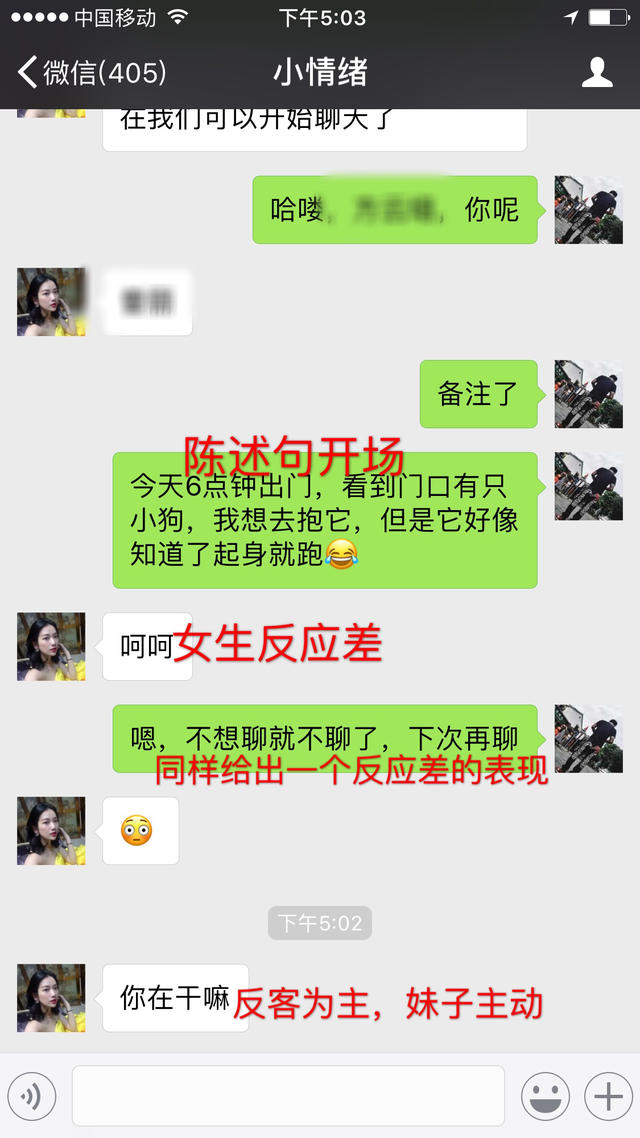 中国移动 下午5:03
微信(405) 小情绪
在我们可以开始聊天了
哈喽， ，你呢
备注了
陈述句开场
今天6点钟出门，看到门口有只
小狗，我想去抱它，但是它好像
知道了起身就跑😂
呵呵
女生反应差
嗯，不想聊就不聊了，下次再聊
同样给出一个反应差的表现
😳
下午5:02
你在干嘛
反客为主，妹子主动